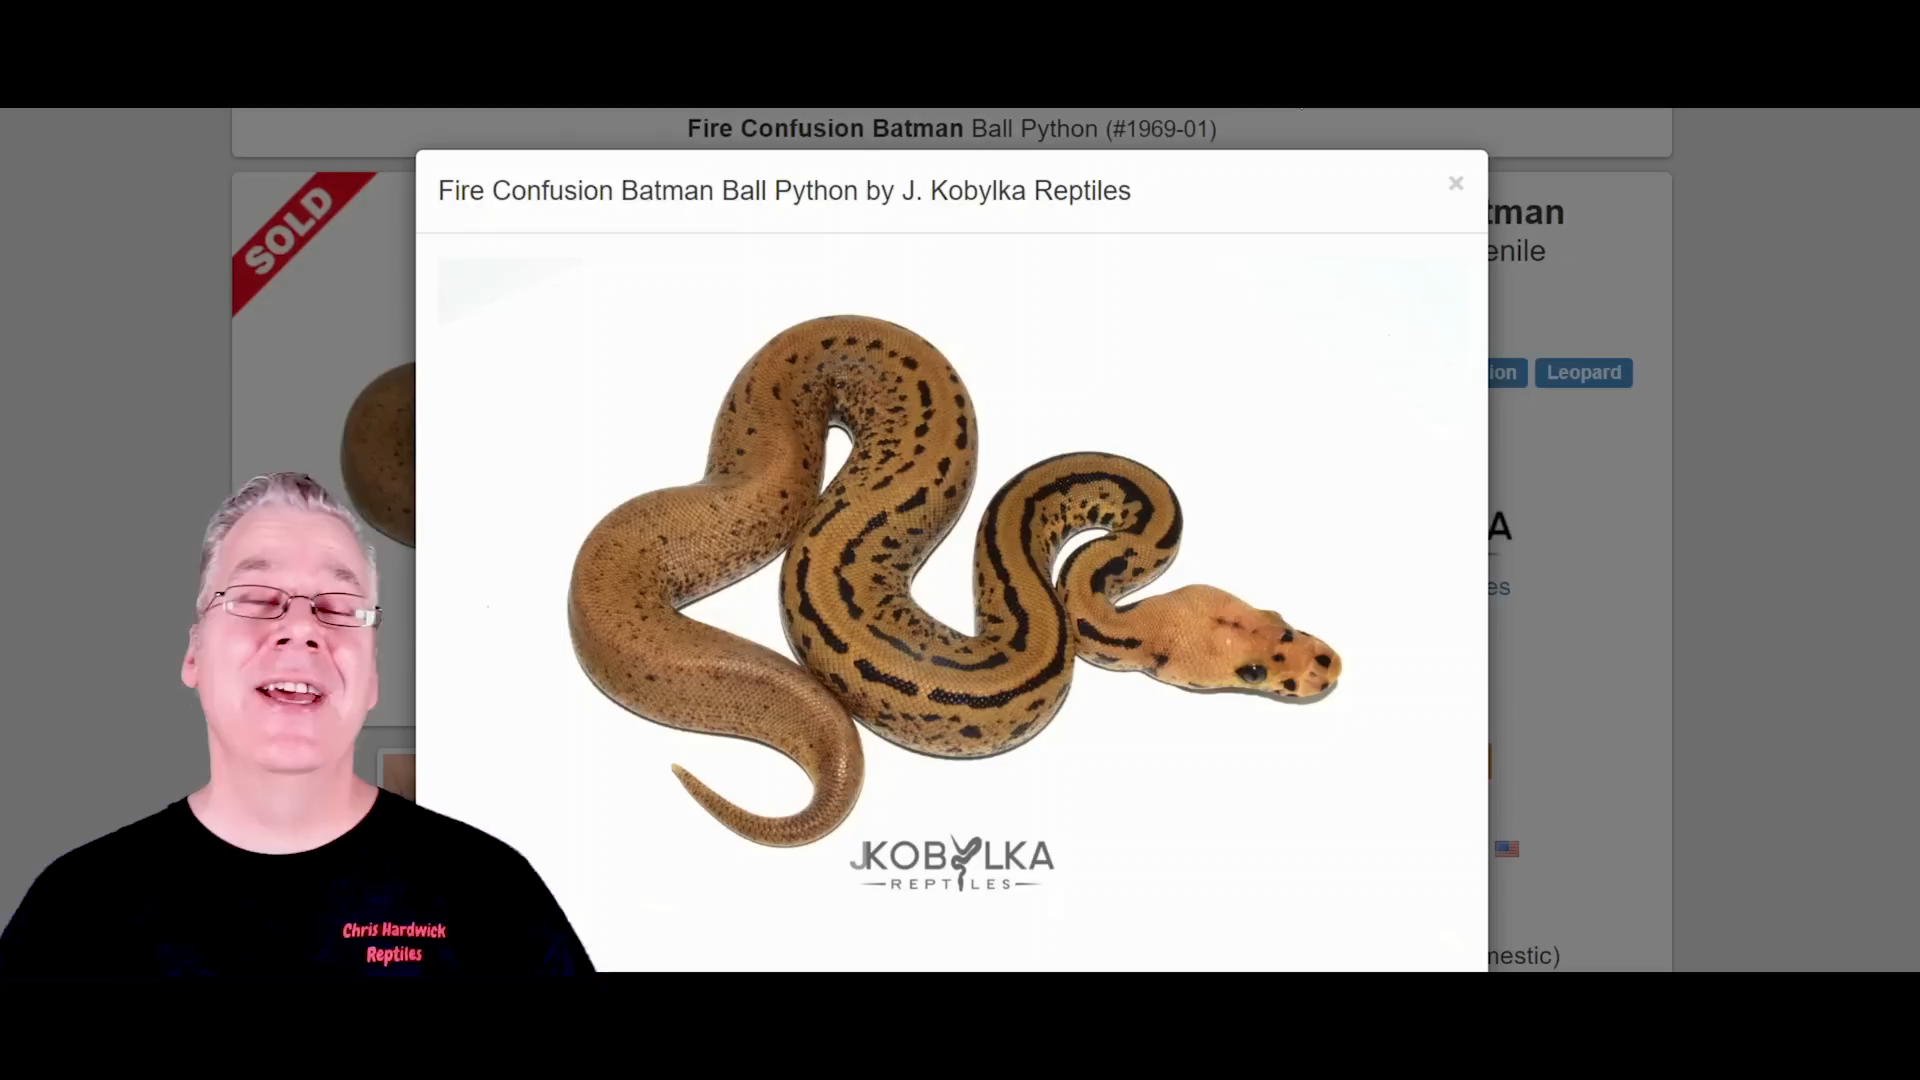 Fire Confusion Batman Ball Python (#1969-01)
SOLD
Fire Confusion Batman Ball Python by J. Kobylka Reptiles
×
tman
enile
ion
Leopard
A
es
JKOBYLKA
REPTILES
Chris Hardwick
Reptiles
mestic)